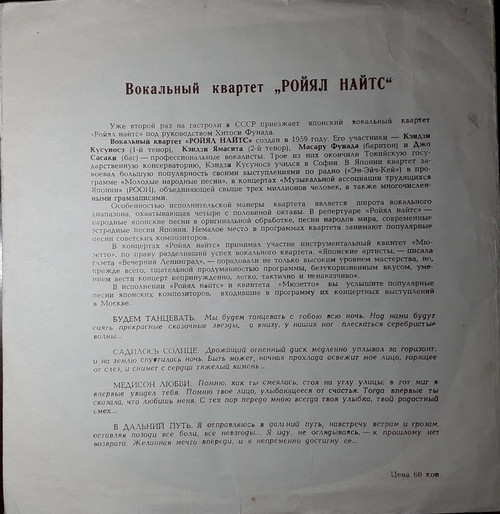 Вокальный квартет „РОЙЯЛ НАЙТС“
Уже второй раз на гастроли в СССР приезжает японский вокальный квартет
«Ройял найтс» под руководством Хитоси Фунада.
Вокальный квартет «РОЙЯЛ НАЙТС» создан в 1959 году. Его участники — Кэндзи
Кусуноэ (1-й тенор), Кэндзи Ямасита (2-й тенор), Масару Фунада (баритон) и Джо
Сасаки (бас) — профессиональные вокалисты. Трое из них окончили Токийскую госу-
дарственную консерваторию, Кэндзи Кусуноэ учился в Софии. В Японии квартет за-
воевал большую популярность своими выступлениями по радио («Эн-Эйч-Кей») в про-
грамме «Молодые народные песни», в концертах «Музыкальной ассоциации трудящихся
Японии» (РООН), объединяющей свыше трех миллионов человек, а также многочислен-
ными грамзаписями.
Особенностью исполнительской манеры квартета является широта вокального
диапазона, охватывающая четыре с половиной октавы. В репертуаре «Ройял найтс» —
народные японские песни в оригинальной обработке, песни народов мира, современные
эстрадные песни Японии. Немалое место в программах квартета занимают популярные
песни советских композиторов.
В концертах «Ройял найтс» принимал участие инструментальный квинтет «Мю-
зетто», по праву разделивший успех вокального квартета. «Японские артисты, — писала
газета «Вечерний Ленинград», — порадовали не только высоким уровнем мастерства, но,
прежде всего, тщательной продуманностью программы, безукоризненным вкусом, уме-
нием вести концерт непринужденно, легко, тактично и ненавязчиво».
В исполнении «Ройял найтс» и квинтета «Мюзетто» вы услышите популярные
песни японских композиторов, входившие в программу их концертных выступлений
в Москве.
БУДЕМ ТАНЦЕВАТЬ. Мы будем танцевать с тобою всю ночь. Над нами будут
сиять прекрасные сказочные звезды, а внизу, у наших ног плескаться серебристые
волны...
САДИЛОСЬ СОЛНЦЕ. Дрожащий огненный диск медленно уплывал за горизонт,
и на землю спустилась ночь. Быть может, ночная прохлада освежит мое лицо, горящее
от слез, и снимет с сердца тяжелый камень...
МЕДИСОН ЛЮБВИ. Помню, как ты смеялась, стоя на углу улицы; в тот миг я
впервые увидел тебя. Помню твое лицо, улыбающееся от счастья. Тогда впервые ты
сказала, что любишь меня. С тех пор передо мною всегда твоя улыбка, твой радостный
смех...
В ДАЛЬНИЙ ПУТЬ. Я отправляюсь в дальний путь, навстречу ветрам и грозам,
оставляя позади все боли, все невзгоды... Я иду, не оглядываясь, — к прошлому нет
возврата. Желанная мечта впереди, и я непременно достигну ее...
Цена 60 коп